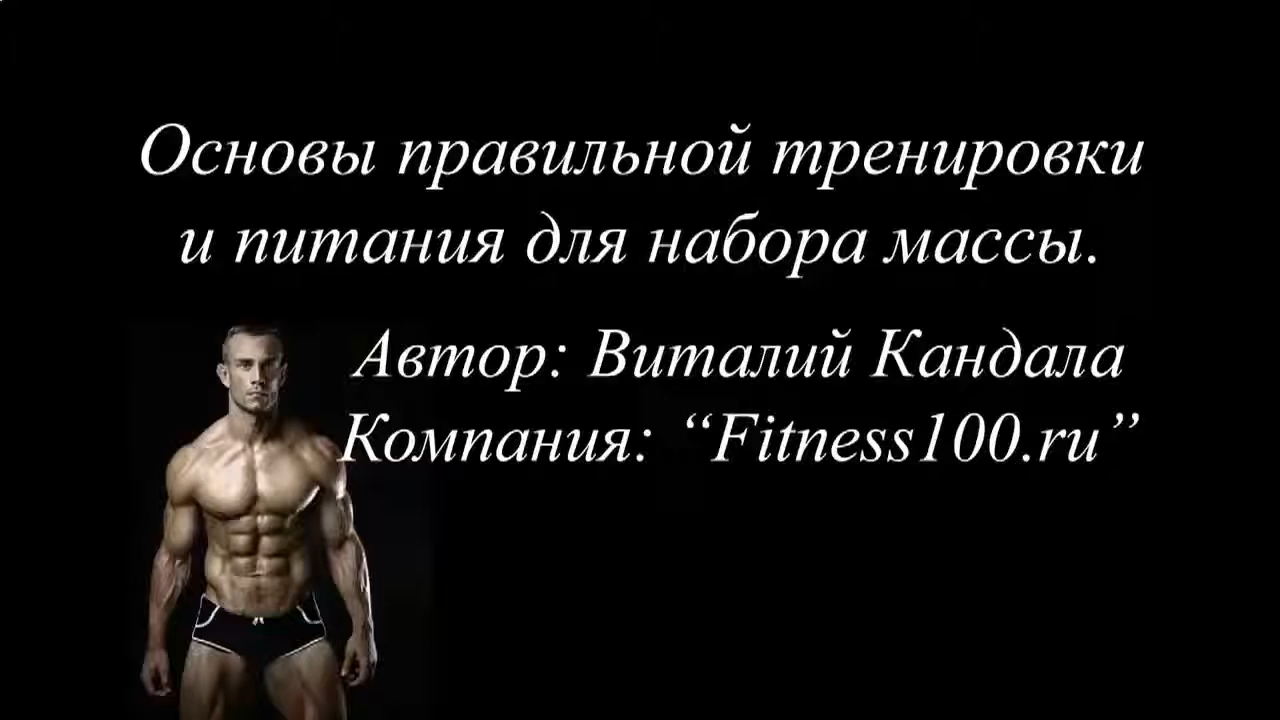 Основы правильной тренировки
и питания для набора массы.
Автор: Виталий Кандала
Компания: “Fitness100.ru”